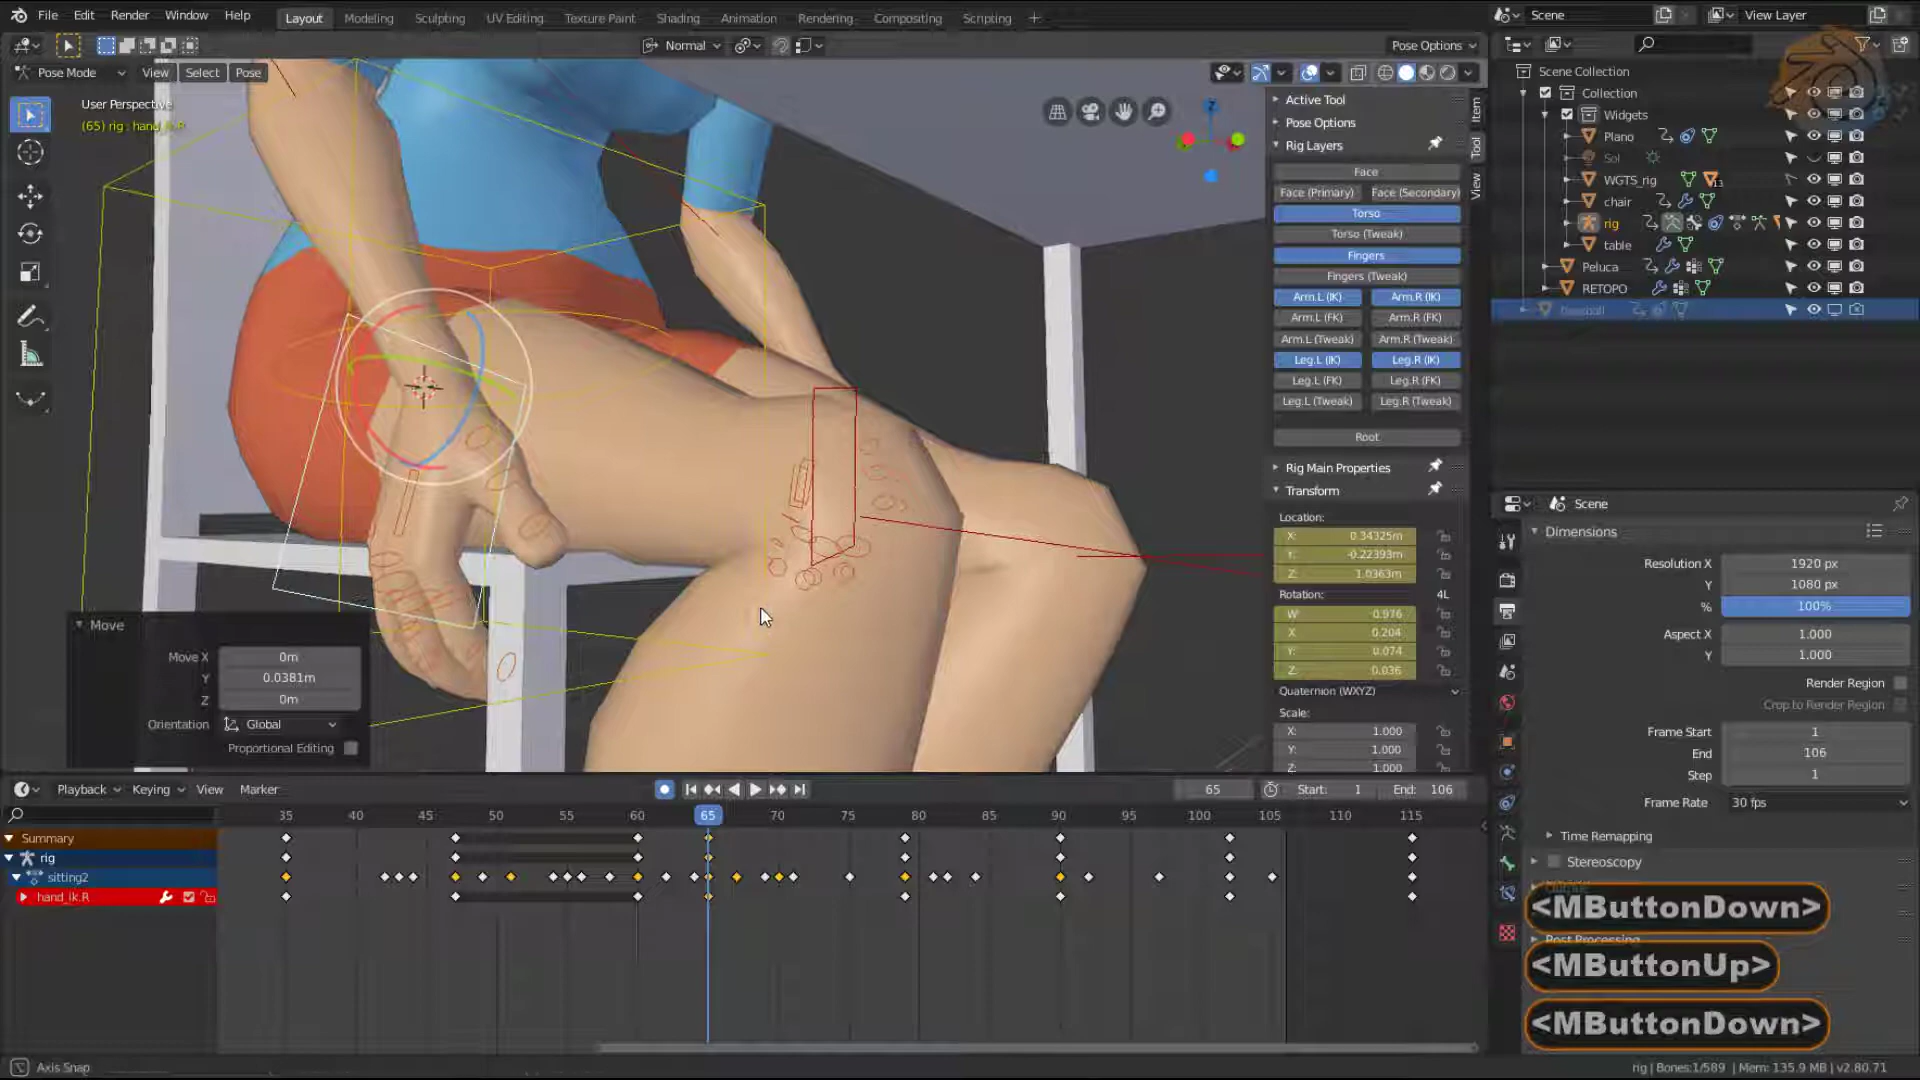 File Edit Render Window Help
Layout Modeling Sculpting UV Editing Texture Paint Shading Animation Rendering Compositing Scripting +
Scene
View Layer
Normal
Pose Options
Pose Mode View Select Pose
User Perspective
(65) rig : hand_ik.R
Active Tool
Pose Options
Rig Layers
Face
Face (Primary) Face (Secondary)
Torso
Torso (Tweak)
Fingers
Fingers (Tweak)
Arm.L (IK) Arm.R (IK)
Arm.L (FK) Arm.R (FK)
Arm.L (Tweak) Arm.R (Tweak)
Leg.L (IK) Leg.R (IK)
Leg.L (FK) Leg.R (FK)
Leg.L (Tweak) Leg.R (Tweak)
Root
Rig Main Properties
Transform
Location:
X: 0.34325m
Y: -0.22393m
Z: 1.0363m
Rotation: 4L
W: -0.976
X: 0.204
Y: 0.074
Z: 0.036
Quaternion (WXYZ)
Scale:
X: 1.000
Y: 1.000
Z: 1.000
Item
Tool
View
Scene Collection
Collection
Widgets
Plano
Sol
WGTS_rig 13
chair
rig
table
Peluca
RETOPO
Scene
Dimensions
Resolution X 1920 px
Y 1080 px
% 100%
Aspect X 1.000
Y 1.000
Render Region
Crop to Render Region
Frame Start 1
End 106
Step 1
Frame Rate 30 fps
Time Remapping
Stereoscopy
Post Processing
<MButtonDown>
<MButtonUp>
<MButtonDown>
Move
Move X 0m
Y 0.0381m
Z 0m
Orientation Global
Proportional Editing
Playback Keying View Marker
65 Start: 1 End: 106
35 40 45 50 55 60 65 70 75 80 85 90 95 100 105 110 115
Summary
rig
sitting2
hand_ik.R
Axis Snap
rig | Bones:1/589 | Mem: 135.9 MB | v2.80.71